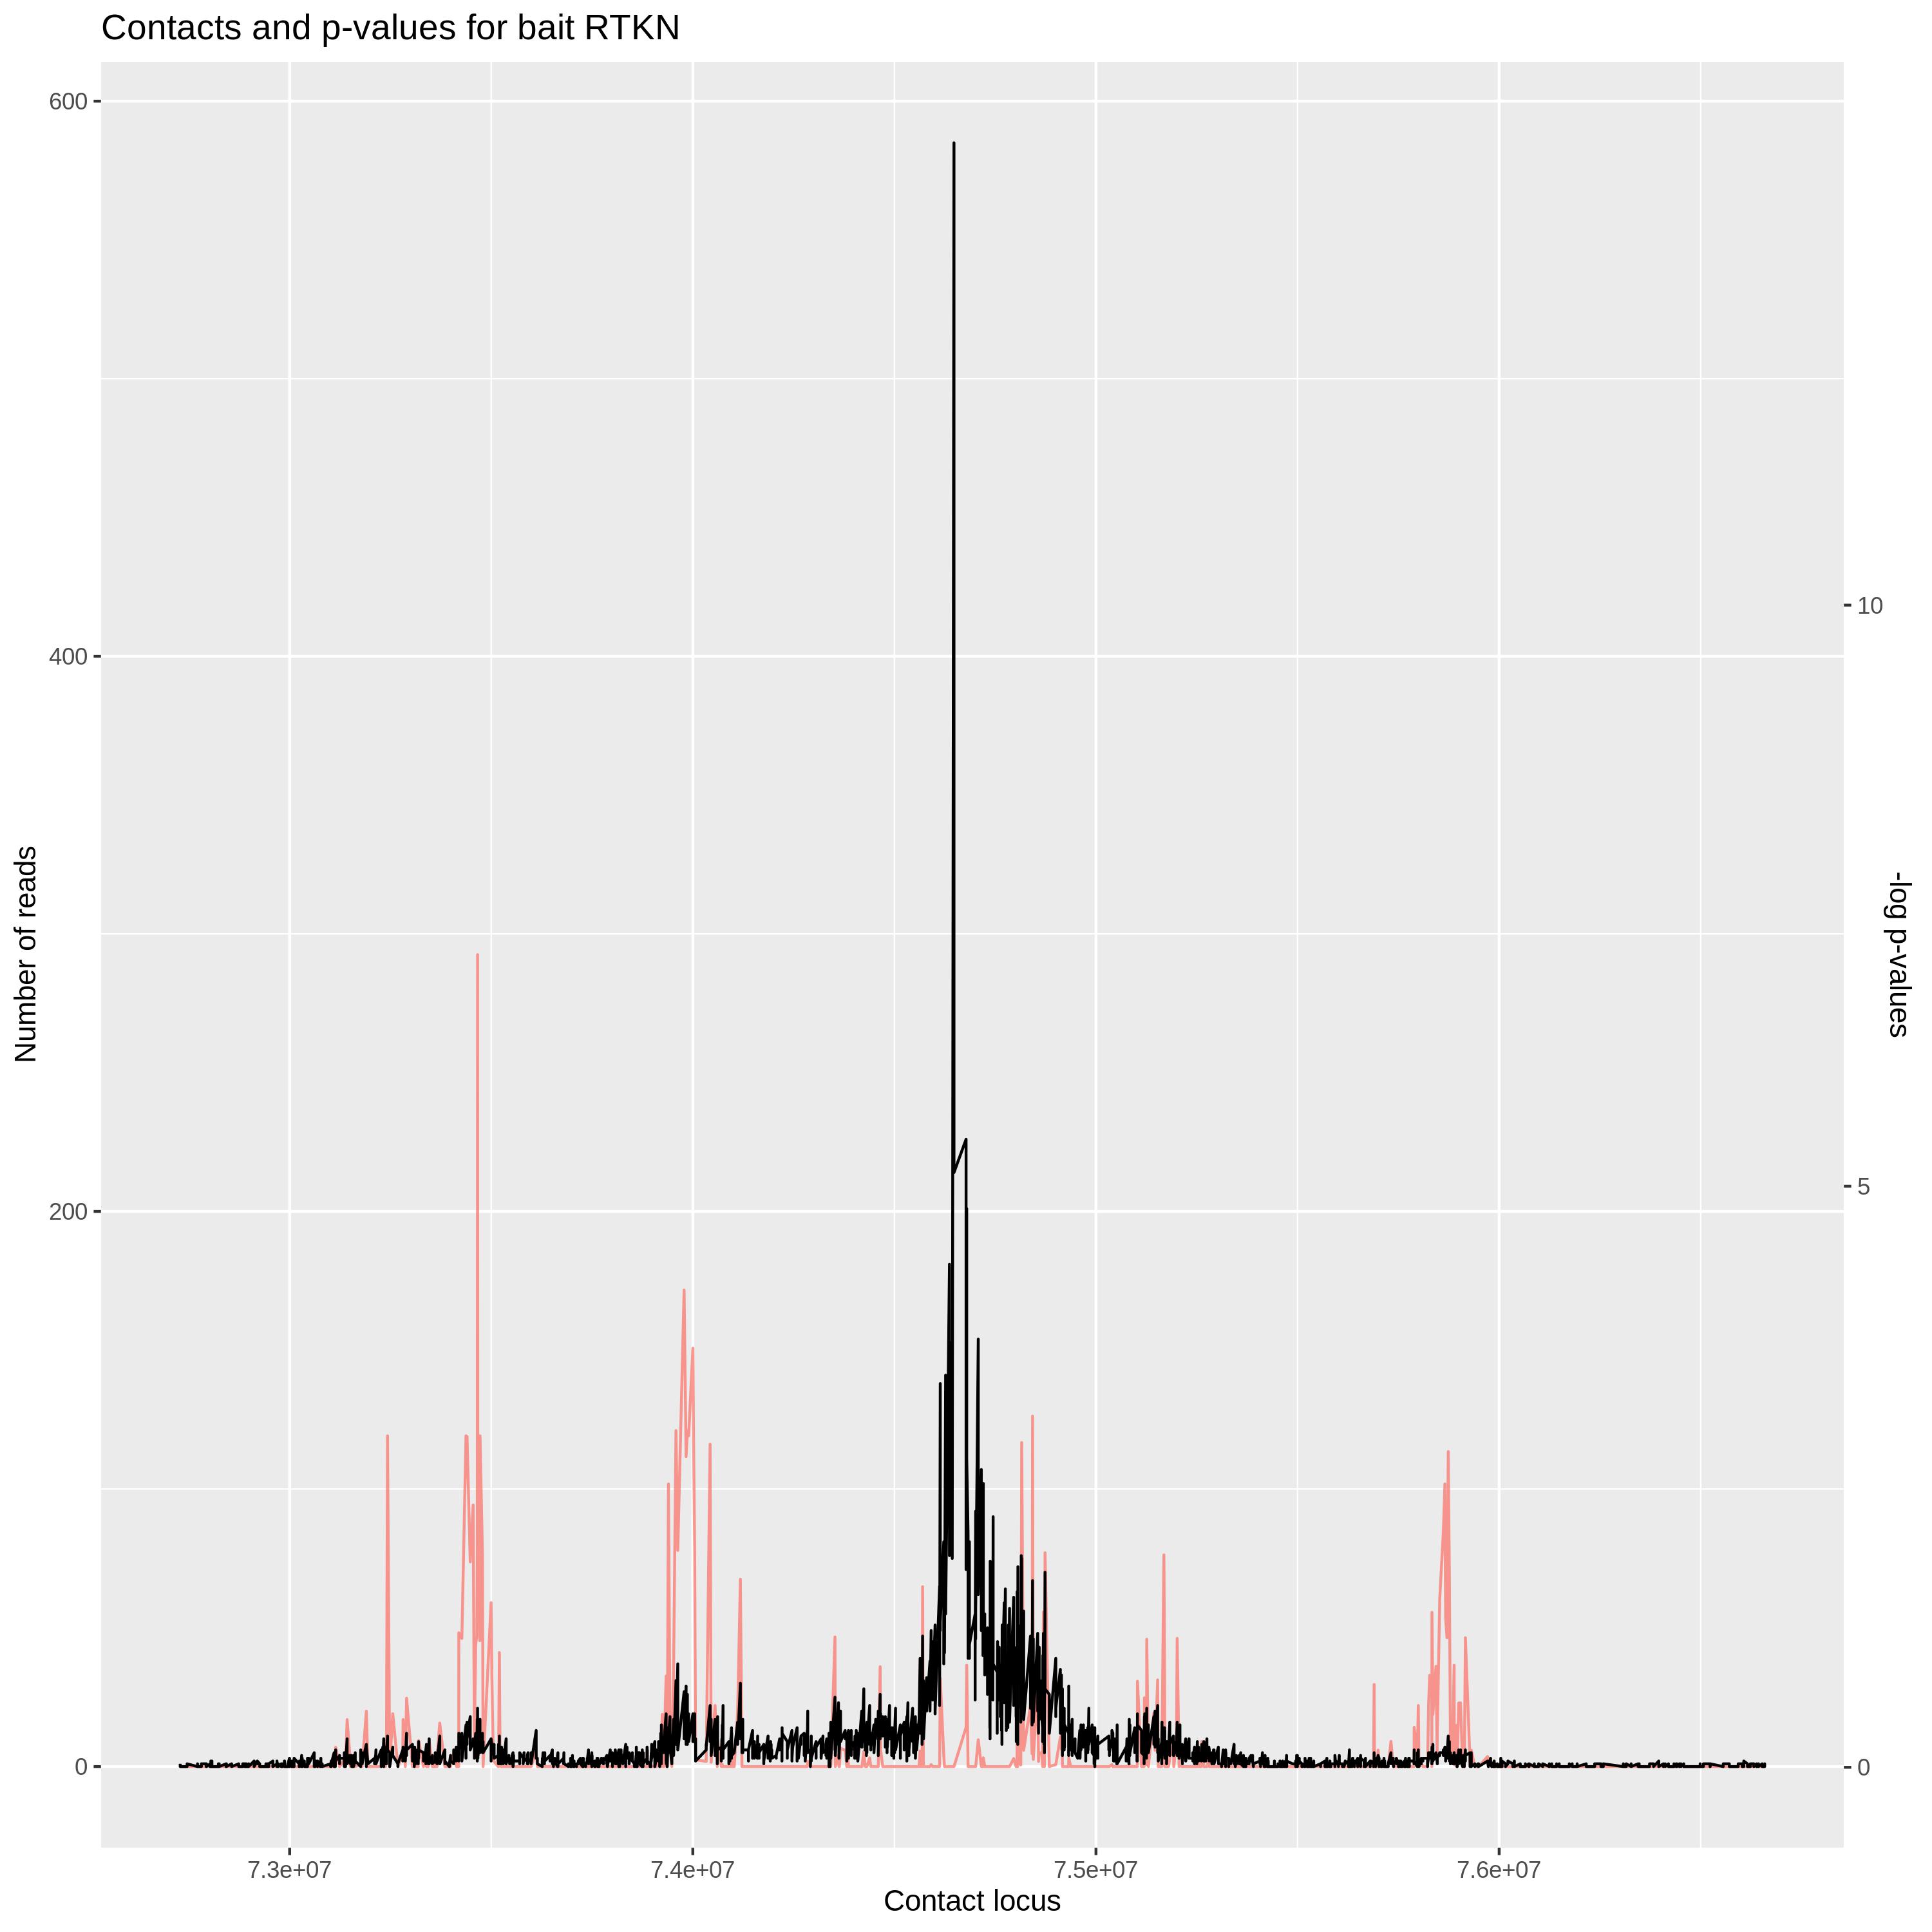 Contacts and p-values for bait RTKN
600
400
200
0
Number of reads
10
5
0
-log p-values
7.3e+07
7.4e+07
7.5e+07
7.6e+07
Contact locus